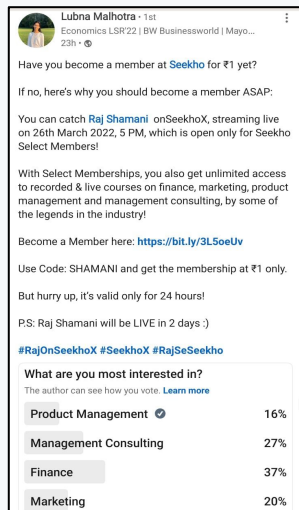 Lubna Malhotra · 1st
Economics LSR'22 | BW Businessworld | Mayo...
23h ·
Have you become a member at Seekho for ₹1 yet?
If no, here's why you should become a member ASAP:
You can catch Raj Shamani onSeekhoX, streaming live
on 26th March 2022, 5 PM, which is open only for Seekho
Select Members!
With Select Memberships, you also get unlimited access
to recorded & live courses on finance, marketing, product
management and management consulting, by some of
the legends in the industry!
Become a Member here: https://bit.ly/3L5oeUv
Use Code: SHAMANI and get the membership at ₹1 only.
But hurry up, it's valid only for 24 hours!
P.S: Raj Shamani will be LIVE in 2 days :)
#RajOnSeekhoX #SeekhoX #RajSeSeekho
What are you most interested in?
The author can see how you vote. Learn more
Product Management 16%
Management Consulting 27%
Finance 37%
Marketing 20%